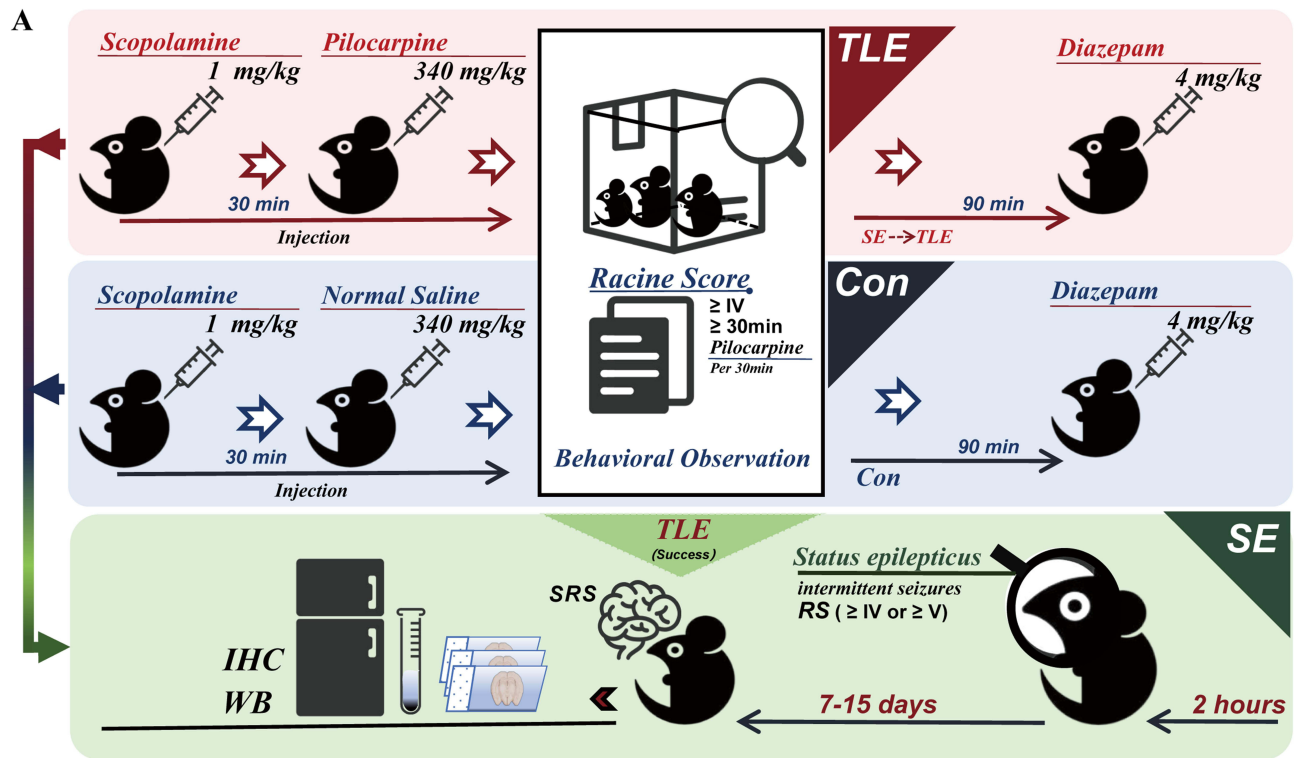 A
Scopolamine
1 mg/kg
Pilocarpine
340 mg/kg
30 min
Injection
TLE
Diazepam
4 mg/kg
90 min
SE-->TLE
Scopolamine
1 mg/kg
Normal Saline
340 mg/kg
30 min
Injection
Racine Score
≥ IV
≥ 30min
Pilocarpine
Per 30min
Behavioral Observation
Con
Diazepam
4 mg/kg
90 min
Con
SE
TLE
(Success)
Status epilepticus
intermittent seizures
RS ( ≥ IV or ≥ V)
SRS
IHC
WB
7-15 days
2 hours